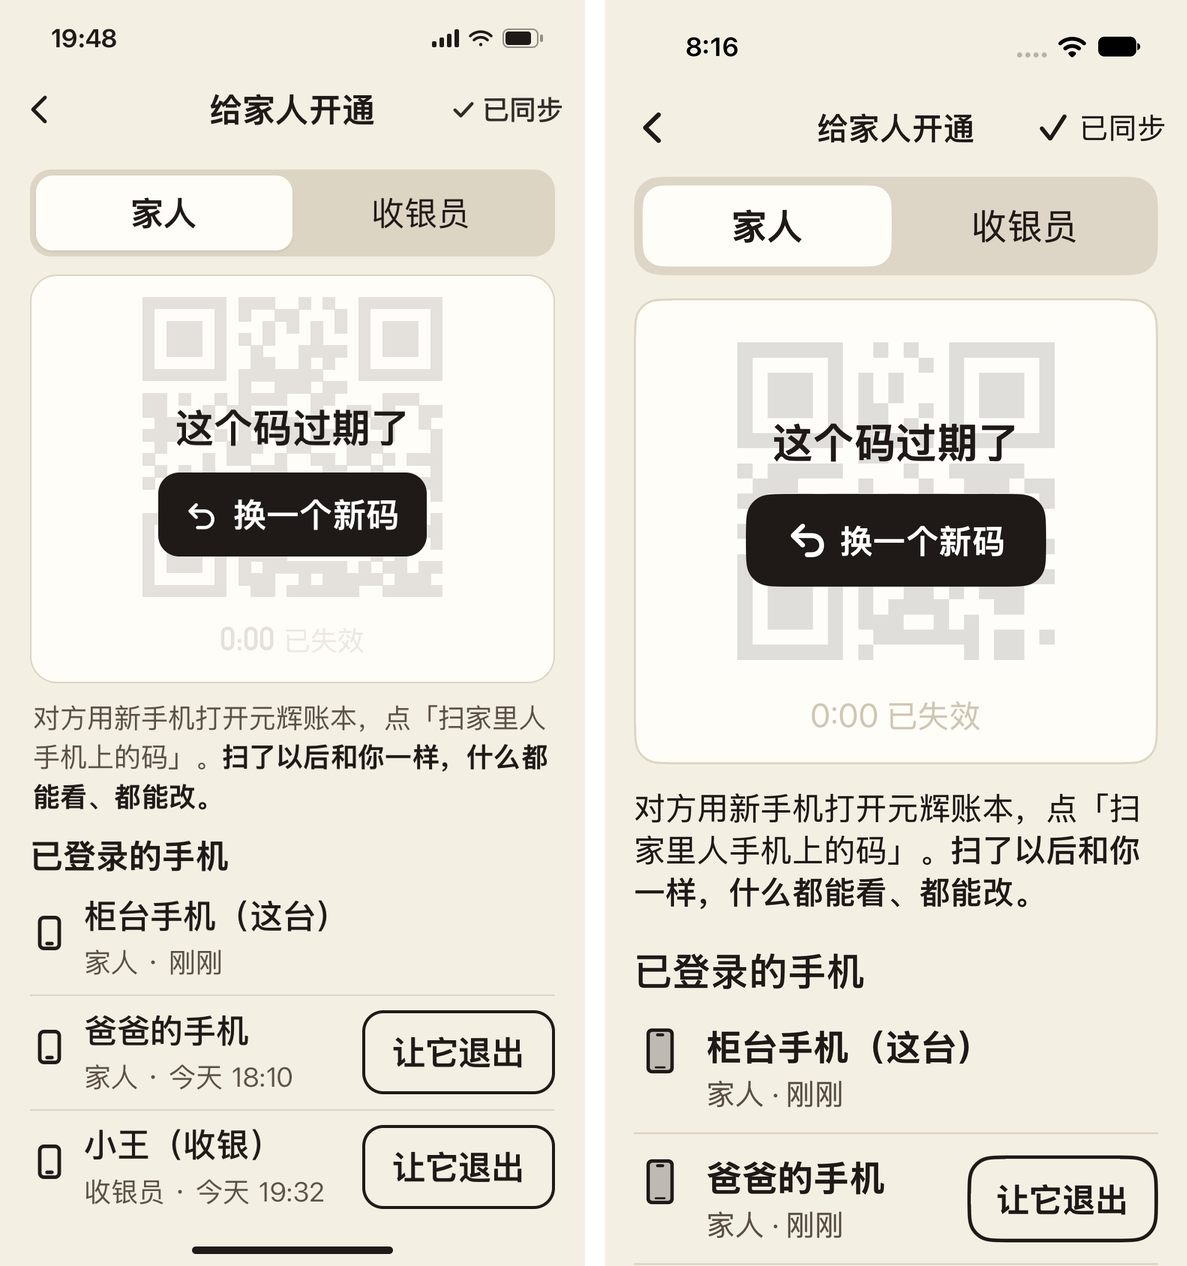 19:48
给家人开通
已同步
家人
收银员
这个码过期了
换一个新码
0:00 已失效
对方用新手机打开元辉账本，点「扫家里人
手机上的码」。扫了以后和你一样，什么都
能看、都能改。
已登录的手机
柜台手机（这台）
家人 · 刚刚
爸爸的手机
家人 · 今天 18:10
让它退出
小王（收银）
收银员 · 今天 19:32
让它退出
8:16
给家人开通
已同步
家人
收银员
这个码过期了
换一个新码
0:00 已失效
对方用新手机打开元辉账本，点「扫
家里人手机上的码」。扫了以后和你
一样，什么都能看、都能改。
已登录的手机
柜台手机（这台）
家人 · 刚刚
爸爸的手机
家人 · 刚刚
让它退出